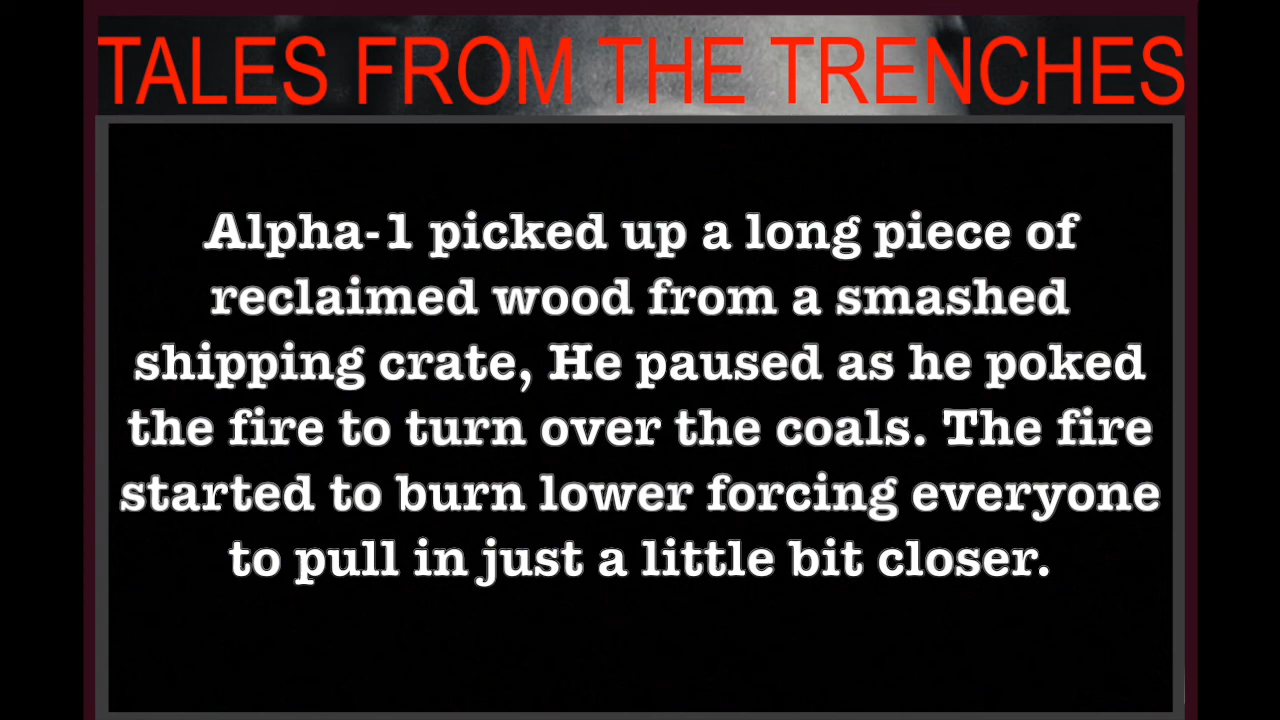 TALES FROM THE TRENCHES
Alpha-1 picked up a long piece of
reclaimed wood from a smashed
shipping crate, He paused as he poked
the fire to turn over the coals. The fire
started to burn lower forcing everyone
to pull in just a little bit closer.